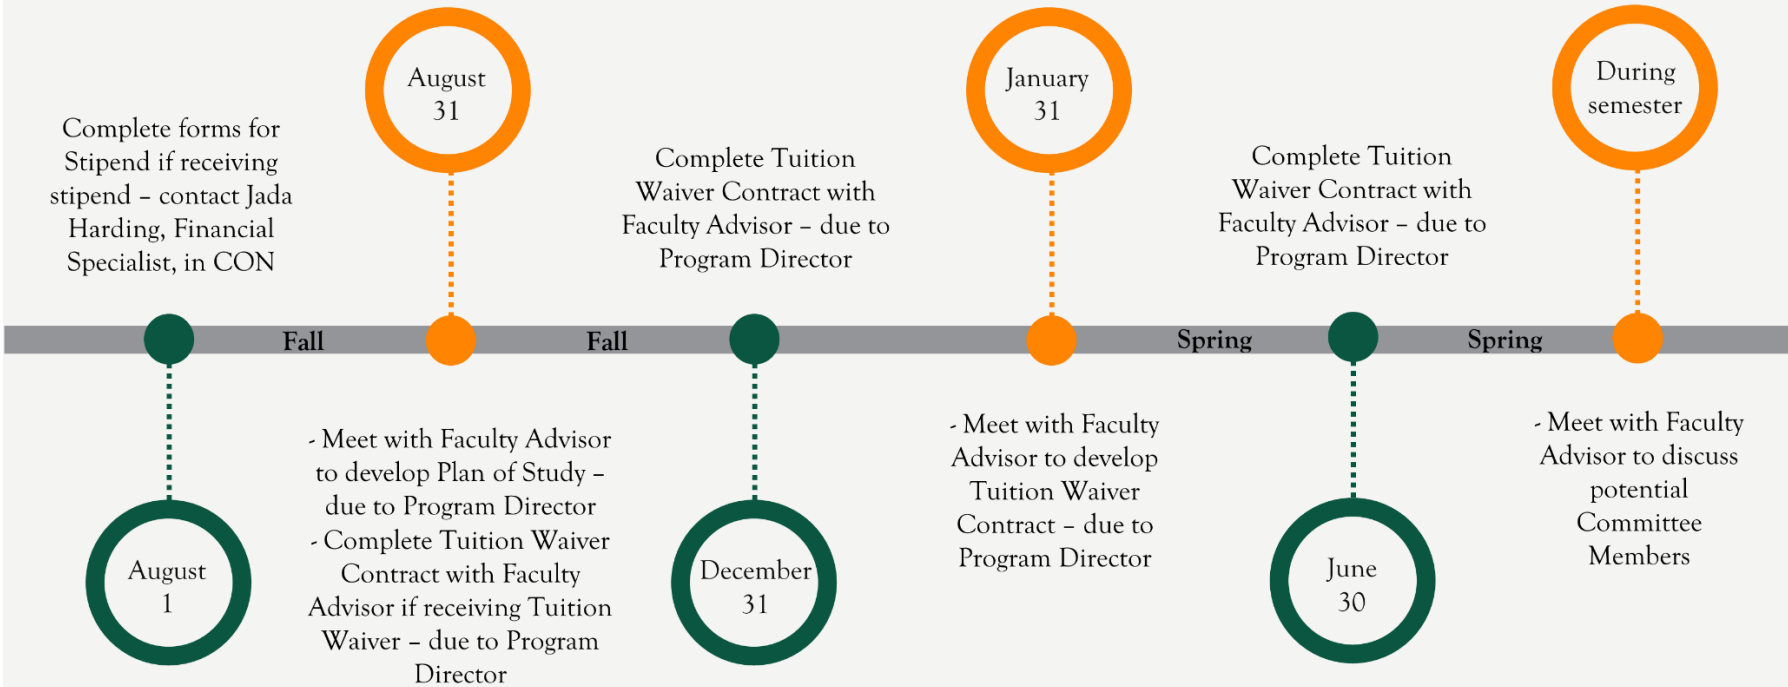 Complete forms for
Stipend if receiving
stipend – contact Jada
Harding, Financial
Specialist, in CON
August
1
Fall
August
31
- Meet with Faculty Advisor
to develop Plan of Study –
due to Program Director
- Complete Tuition Waiver
Contract with Faculty
Advisor if receiving Tuition
Waiver – due to Program
Director
Fall
Complete Tuition
Waiver Contract with
Faculty Advisor – due to
Program Director
December
31
January
31
- Meet with Faculty
Advisor to develop
Tuition Waiver
Contract – due to
Program Director
Spring
Complete Tuition
Waiver Contract with
Faculty Advisor – due to
Program Director
June
30
Spring
During
semester
- Meet with Faculty
Advisor to discuss
potential
Committee
Members